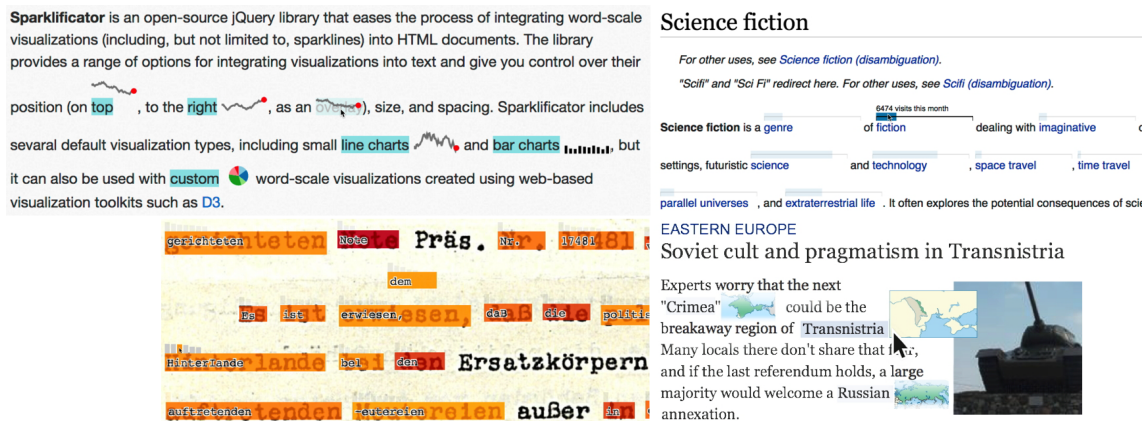 Sparklificator is an open-source jQuery library that eases the process of integrating word-scale
visualizations (including, but not limited to, sparklines) into HTML documents. The library
provides a range of options for integrating visualizations into text and give you control over their
position (on top , to the right , as an overlay), size, and spacing. Sparklificator includes
several default visualization types, including small line charts and bar charts , but
it can also be used with custom word-scale visualizations created using web-based
visualization toolkits such as D3.
Science fiction
For other uses, see Science fiction (disambiguation).
"Scifi" and "Sci Fi" redirect here. For other uses, see Scifi (disambiguation).
6474 visits this month
Science fiction is a genre of fiction dealing with imaginative
settings, futuristic science and technology , space travel , time travel
parallel universes , and extraterrestrial life . It often explores the potential consequences of
gerichteten Note Präs. Nr. 17481
dem
Es ist erwiesen, daß die politis
Hinterlande bei den Ersatzkörpern
auftretenden -eutereien außer in
EASTERN EUROPE
Soviet cult and pragmatism in Transnistria
Experts worry that the next
"Crimea" could be the
breakaway region of Transnistria
Many locals there don't share that
and if the last referendum holds, a large
majority would welcome a Russian
annexation.